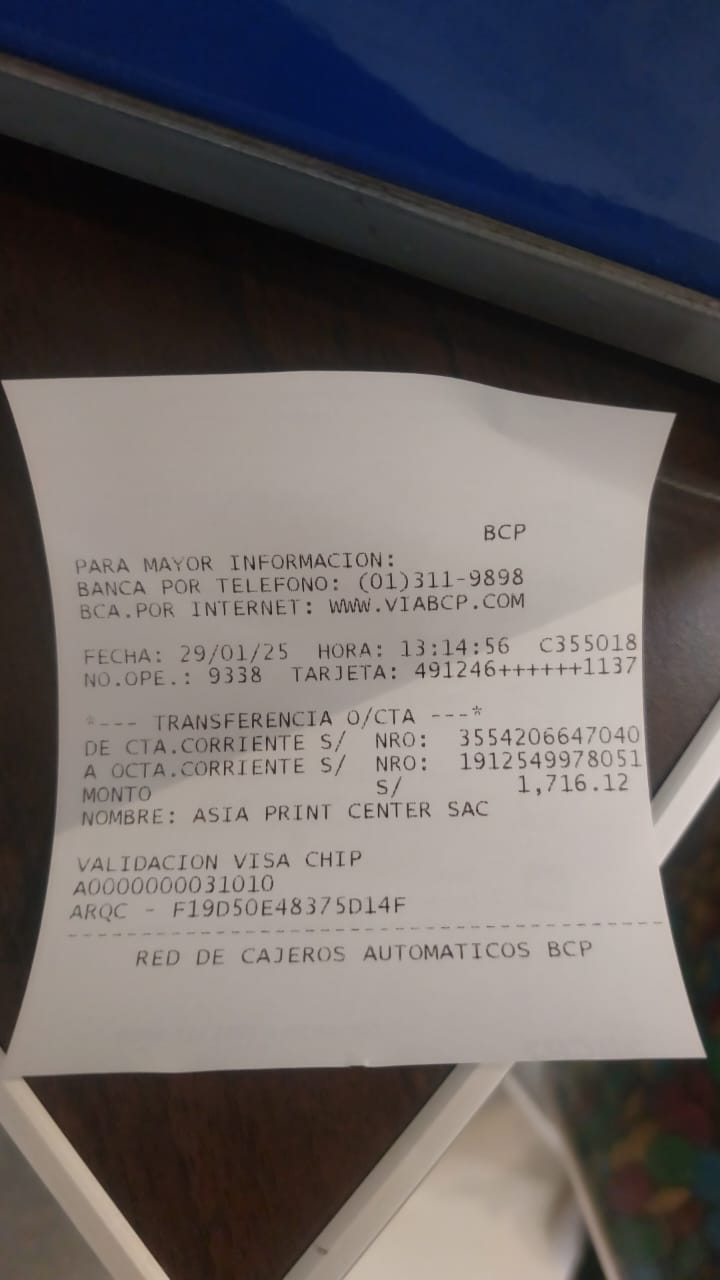 BCP
PARA MAYOR INFORMACION:
BANCA POR TELEFONO: (01)311-9898
BCA.POR INTERNET: WWW.VIABCP.COM
FECHA: 29/01/25 HORA: 13:14:56 C355018
NO.OPE.: 9338 TARJETA: 491246++++++1137
*--- TRANSFERENCIA O/CTA ---*
DE CTA.CORRIENTE S/ NRO: 3554206647040
A OCTA.CORRIENTE S/ NRO: 1912549978051
MONTO S/ 1,716.12
NOMBRE: ASIA PRINT CENTER SAC
VALIDACION VISA CHIP
A0000000031010
ARQC - F19D50E48375D14F
--------------------------------------------
RED DE CAJEROS AUTOMATICOS BCP